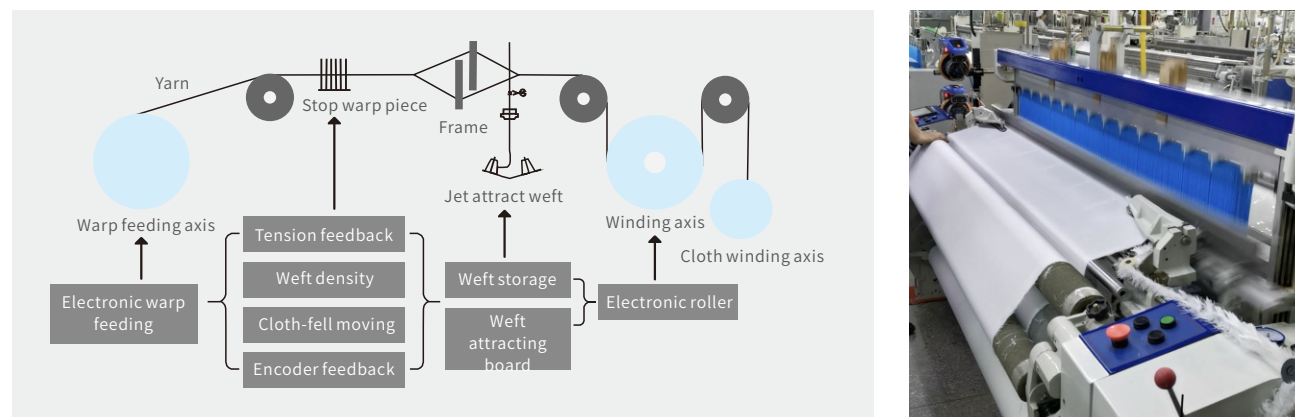 Yarn
Stop warp piece
Frame
Jet attract weft
Warp feeding axis
Winding axis
Cloth winding axis
Tension feedback
Weft density
Cloth-fell moving
Encoder feedback
Electronic warp
feeding
Weft storage
Weft
attracting
board
Electronic roller